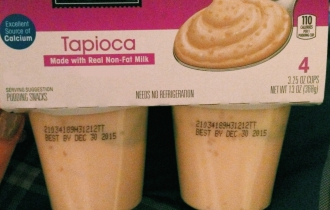 Excellent
Source of
Calcium
Tapioca
Made with Real Non-Fat Milk
110
CALORIES
4
3.25 OZ CUPS
NET WT 13 OZ (369g)
SERVING SUGGESTION
PUDDING SNACKS
NEEDS NO REFRIGERATION
BEST BY DEC 30 2015
BEST BY DEC 30 2015